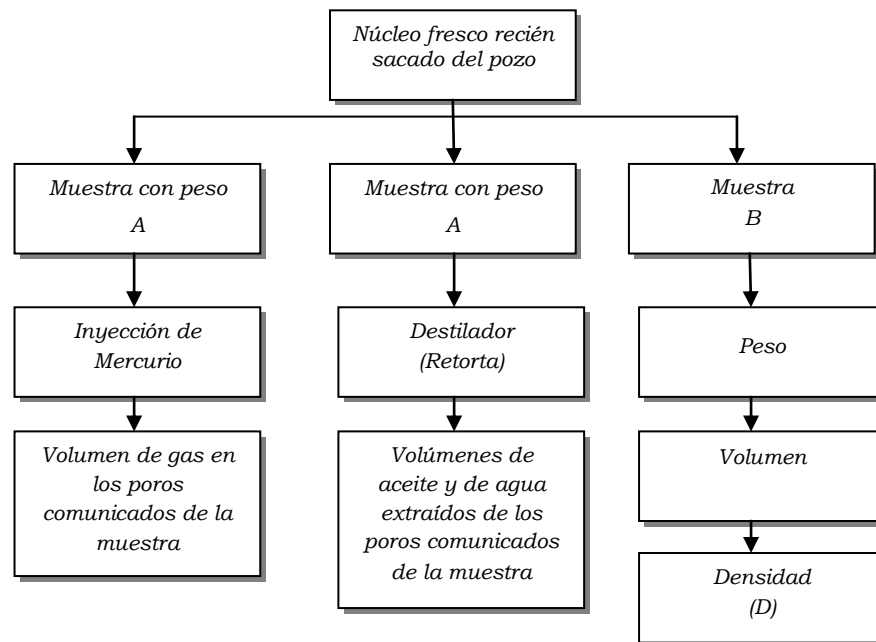 Núcleo fresco recién
sacado del pozo
Muestra con peso
A
Muestra con peso
A
Muestra
B
Inyección de
Mercurio
Destilador
(Retorta)
Peso
Volumen de gas en
los poros
comunicados de la
muestra
Volúmenes de
aceite y de agua
extraídos de los
poros comunicados
de la muestra
Volumen
Densidad
(D)